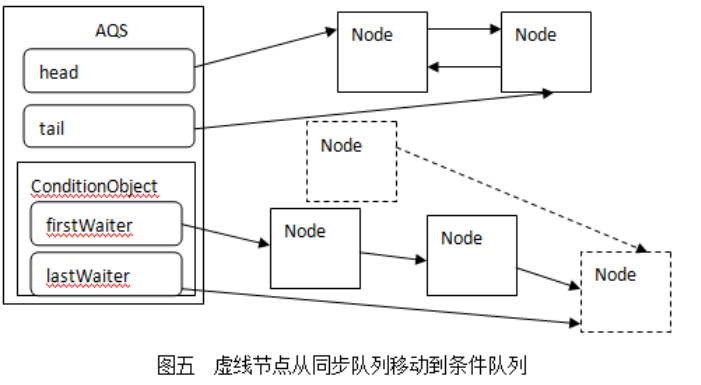 AQS
head
tail
ConditionObject
firstWaiter
lastWaiter
Node
Node
Node
Node
Node
Node
图五 虚线节点从同步队列移动到条件队列